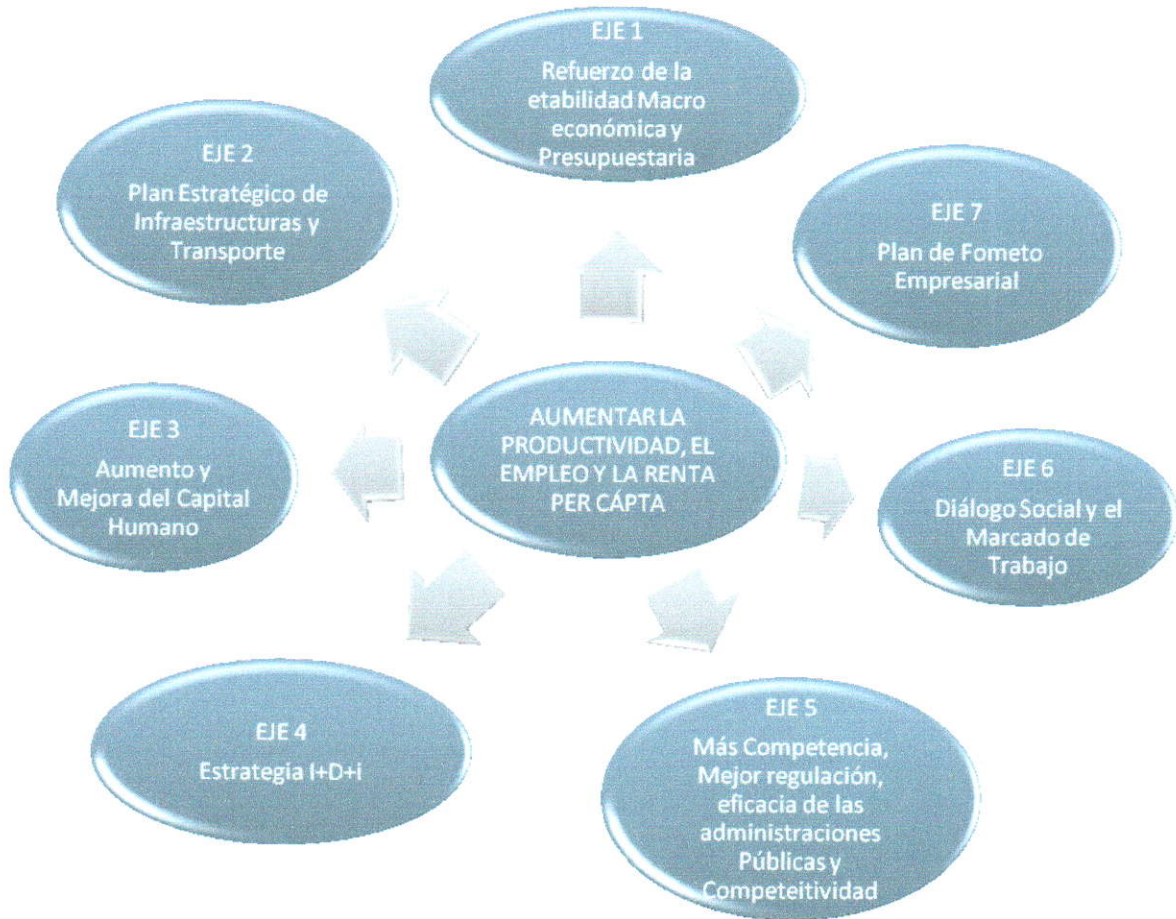 EJE 1
Refuerzo de la
etabilidad Macro
económica y
Presupuestaria
EJE 2
Plan Estratégico de
Infraestructuras y
Transporte
EJE 7
Plan de Fometo
Empresarial
AUMENTAR LA
PRODUCTIVIDAD, EL
EMPLEO Y LA RENTA
PER CÁPTA
EJE 3
Aumento y
Mejora del Capital
Humano
EJE 6
Diálogo Social y el
Marcado de
Trabajo
EJE 4
Estrategia I+D+i
EJE 5
Más Competencia,
Mejor regulación,
eficacia de las
administraciones
Públicas y
Competeitividad